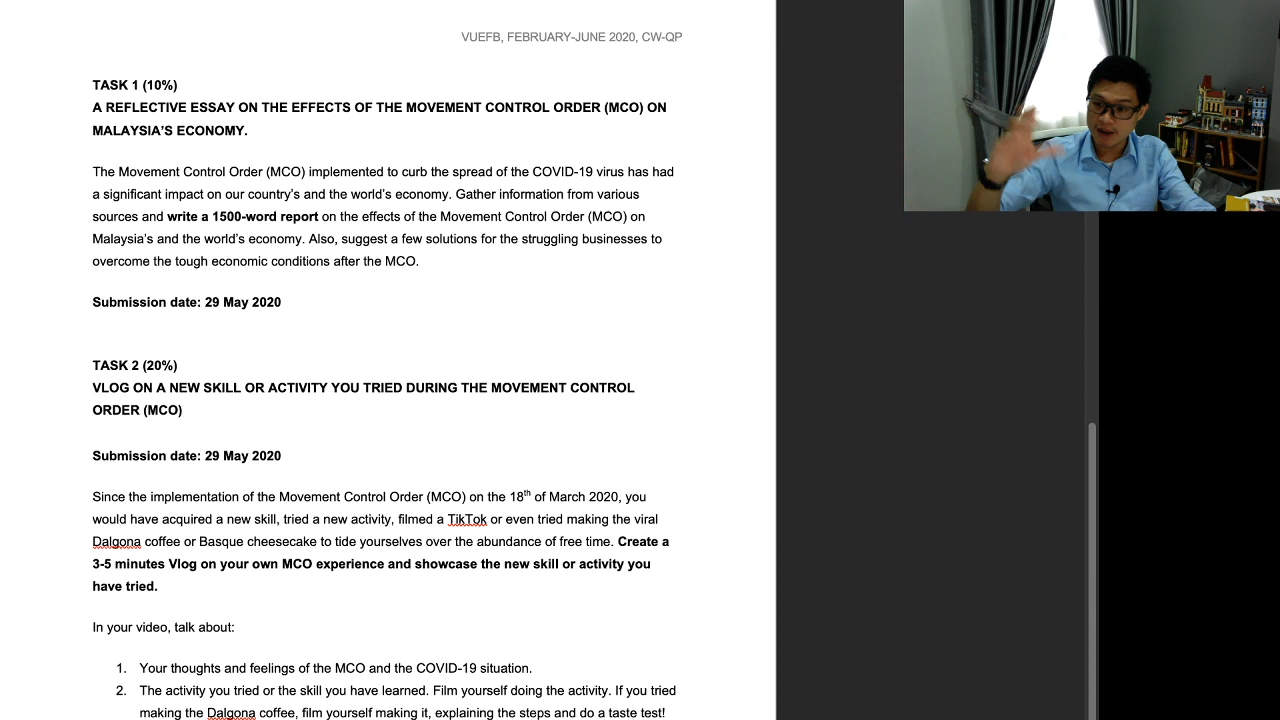 VUEFB, FEBRUARY-JUNE 2020, CW-QP
TASK 1 (10%)
A REFLECTIVE ESSAY ON THE EFFECTS OF THE MOVEMENT CONTROL ORDER (MCO) ON
MALAYSIA'S ECONOMY.
The Movement Control Order (MCO) implemented to curb the spread of the COVID-19 virus has had
a significant impact on our country's and the world's economy. Gather information from various
sources and write a 1500-word report on the effects of the Movement Control Order (MCO) on
Malaysia's and the world's economy. Also, suggest a few solutions for the struggling businesses to
overcome the tough economic conditions after the MCO.
Submission date: 29 May 2020
TASK 2 (20%)
VLOG ON A NEW SKILL OR ACTIVITY YOU TRIED DURING THE MOVEMENT CONTROL
ORDER (MCO)
Submission date: 29 May 2020
Since the implementation of the Movement Control Order (MCO) on the 18th of March 2020, you
would have acquired a new skill, tried a new activity, filmed a TikTok or even tried making the viral
Dalgona coffee or Basque cheesecake to tide yourselves over the abundance of free time. Create a
3-5 minutes Vlog on your own MCO experience and showcase the new skill or activity you
have tried.
In your video, talk about:
1. Your thoughts and feelings of the MCO and the COVID-19 situation.
2. The activity you tried or the skill you have learned. Film yourself doing the activity. If you tried
making the Dalgona coffee, film yourself making it, explaining the steps and do a taste test!